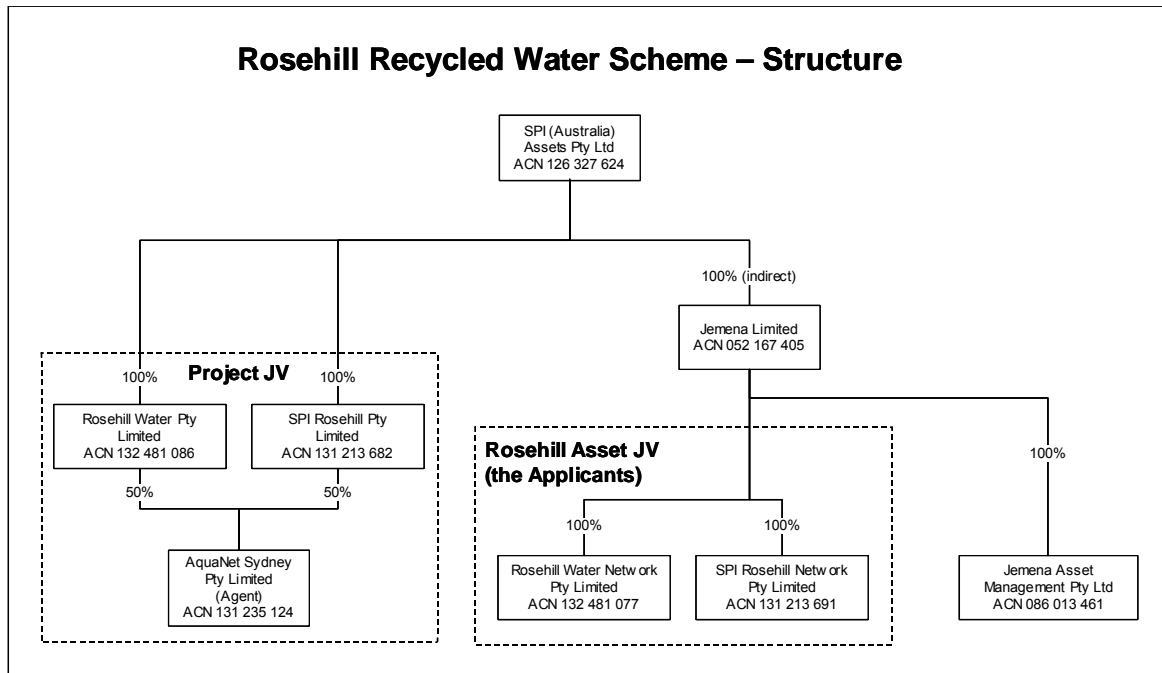 Rosehill Recycled Water Scheme – Structure
SPI (Australia)
Assets Pty Ltd
ACN 126 327 624
100% (indirect)
Jemena Limited
ACN 052 167 405
Project JV
100%
100%
Rosehill Water Pty
Limited
ACN 132 481 086
SPI Rosehill Pty
Limited
ACN 131 213 682
50%
50%
AquaNet Sydney
Pty Limited
(Agent)
ACN 131 235 124
Rosehill Asset JV
(the Applicants)
100%
100%
Rosehill Water Network
Pty Limited
ACN 132 481 077
SPI Rosehill Network
Pty Limited
ACN 131 213 691
100%
Jemena Asset
Management Pty Ltd
ACN 086 013 461